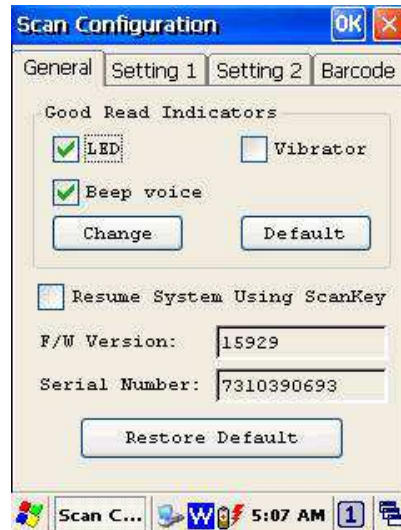 Scan Configuration OK
General Setting 1 Setting 2 Barcode
Good Read Indicators
LED Vibrator
Beep voice
Change Default
Resume System Using ScanKey
F/W Version: 15929
Serial Number: 7310390693
Restore Default
Scan C... W 5:07 AM 1